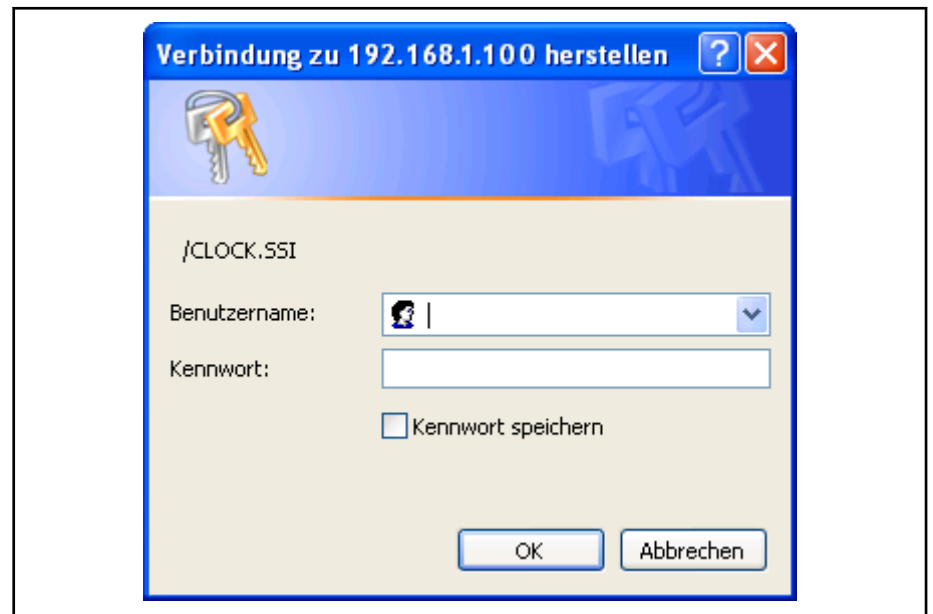 Verbindung zu 192.168.1.100 herstellen ?
/CLOCK.SSI
Benutzername:
Kennwort:
Kennwort speichern
OK Abbrechen